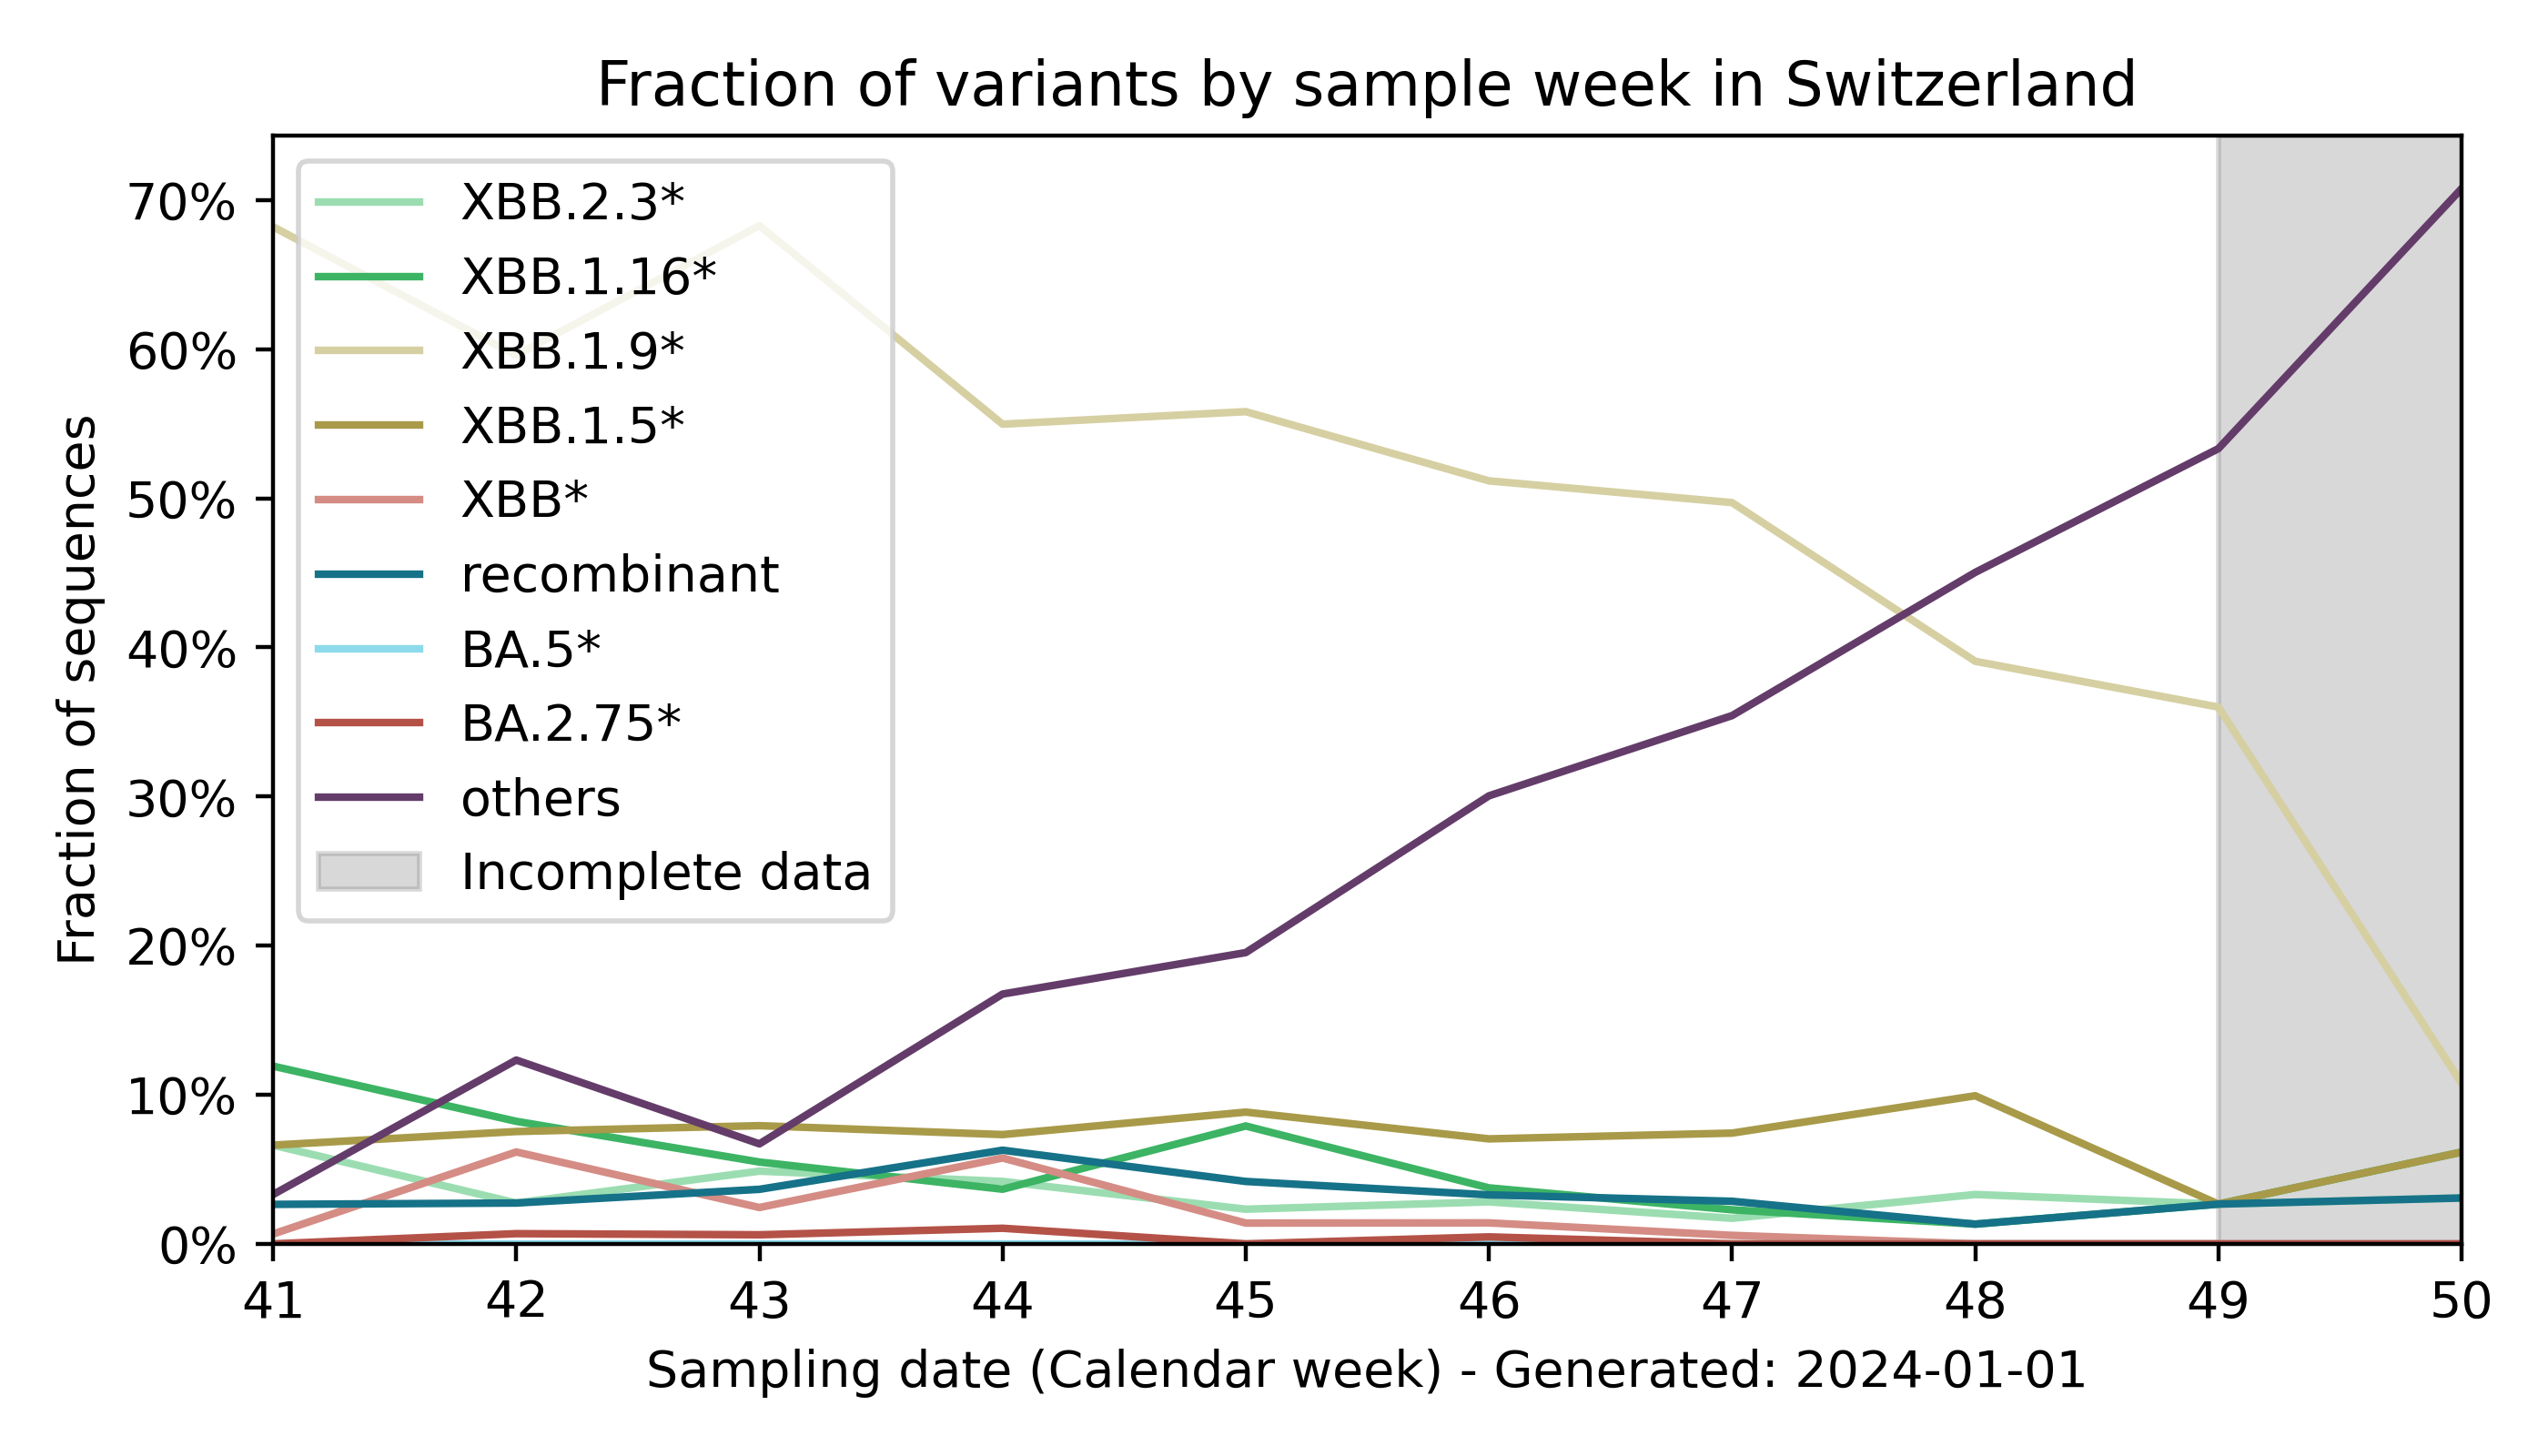 Fraction of variants by sample week in Switzerland
Fraction of sequences
70%
60%
50%
40%
30%
20%
10%
0%
XBB.2.3*
XBB.1.16*
XBB.1.9*
XBB.1.5*
XBB*
recombinant
BA.5*
BA.2.75*
others
Incomplete data
41 42 43 44 45 46 47 48 49 50
Sampling date (Calendar week) - Generated: 2024-01-01